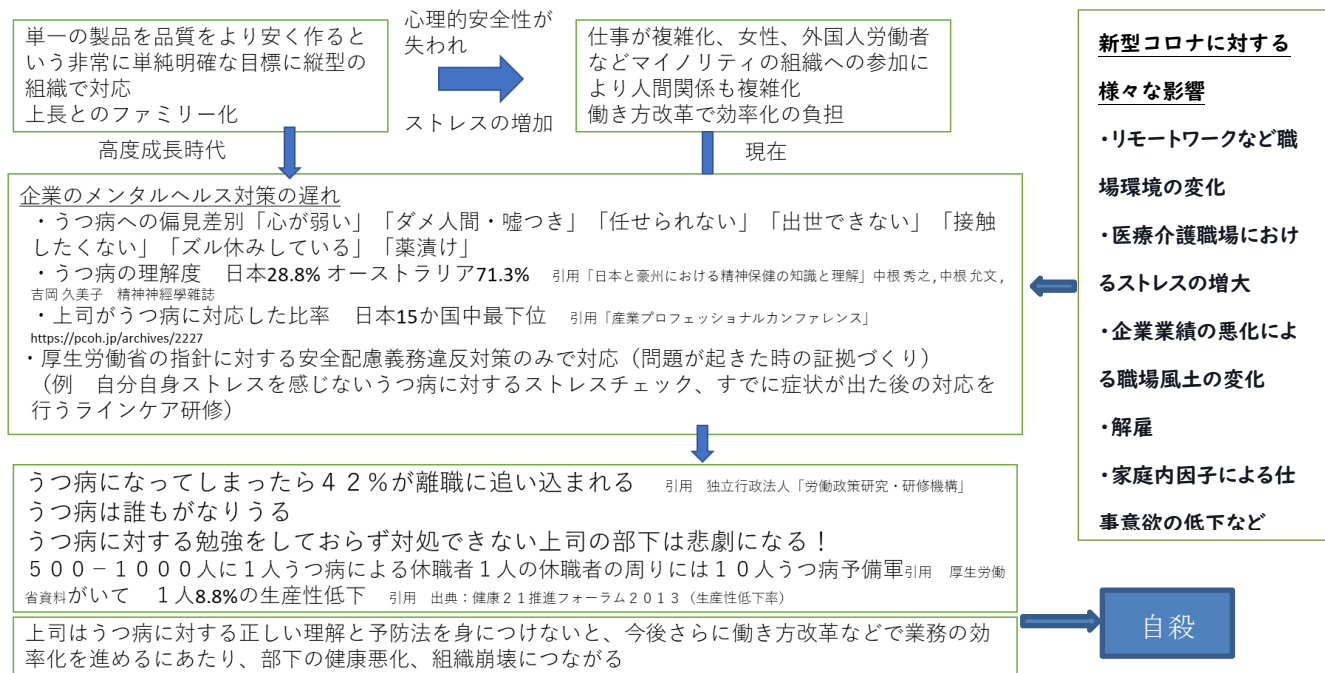 単一の製品を品質をより安く作ると
いう非常に単純明確な目標に縦型の
組織で対応
上長とのファミリー化
心理的安全性が
失われ
ストレスの増加
仕事が複雑化、女性、外国人労働者
などマイノリティの組織への参加に
より人間関係も複雑化
働き方改革で効率化の負担
高度成長時代
現在
企業のメンタルヘルス対策の遅れ
・うつ病への偏見差別「心が弱い」「ダメ人間・嘘つき」「任せられない」「出世できない」「接触
したくない」「ズル休みしている」「薬漬け」
・うつ病の理解度 日本28.8% オーストラリア71.3% 引用「日本と豪州における精神保健の知識と理解」中根 秀之, 中根 允文,
吉岡 久美子 精神神經學雜誌
・上司がうつ病に対応した比率 日本15か国中最下位 引用「産業プロフェッショナルカンファレンス」
https://pcoh.jp/archives/2227
・厚生労働省の指針に対する安全配慮義務違反対策のみで対応（問題が起きた時の証拠づくり）
（例 自分自身ストレスを感じないうつ病に対するストレスチェック、すでに症状が出た後の対応を
行うラインケア研修）
うつ病になってしまったら４２％が離職に追い込まれる 引用 独立行政法人「労働政策研究・研修機構」
うつ病は誰もがなりうる
うつ病に対する勉強をしておらず対処できない上司の部下は悲劇になる！
５００－１０００人に１人うつ病による休職者１人の休職者の周りには１０人うつ病予備軍引用 厚生労働
省資料がいて １人8.8%の生産性低下 引用 出典：健康２１推進フォーラム２０１３（生産性低下率）
上司はうつ病に対する正しい理解と予防法を身につけないと、今後さらに働き方改革などで業務の効
率化を進めるにあたり、部下の健康悪化、組織崩壊につながる
新型コロナに対する
様々な影響
・リモートワークなど職
場環境の変化
・医療介護職場におけ
るストレスの増大
・企業業績の悪化によ
る職場風土の変化
・解雇
・家庭内因子による仕
事意欲の低下など
自殺